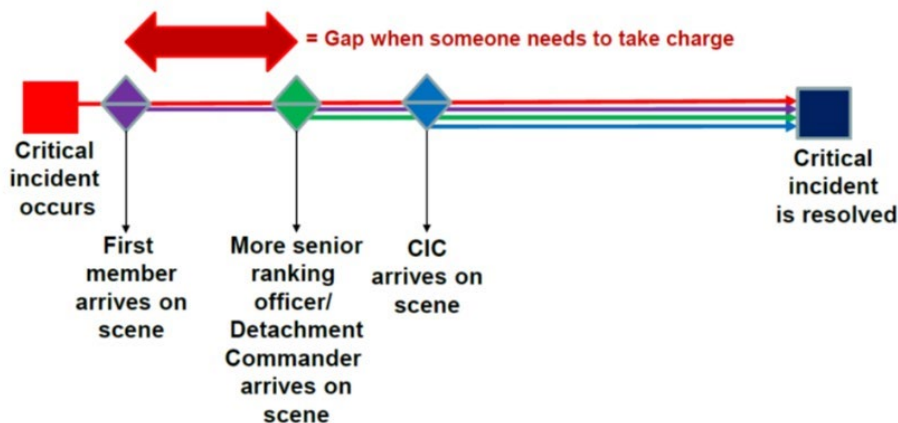 = Gap when someone needs to take charge
Critical
incident
occurs
First
member
arrives on
scene
More senior
ranking
officer/
Detachment
Commander
arrives on
scene
CIC
arrives on
scene
Critical
incident
is resolved